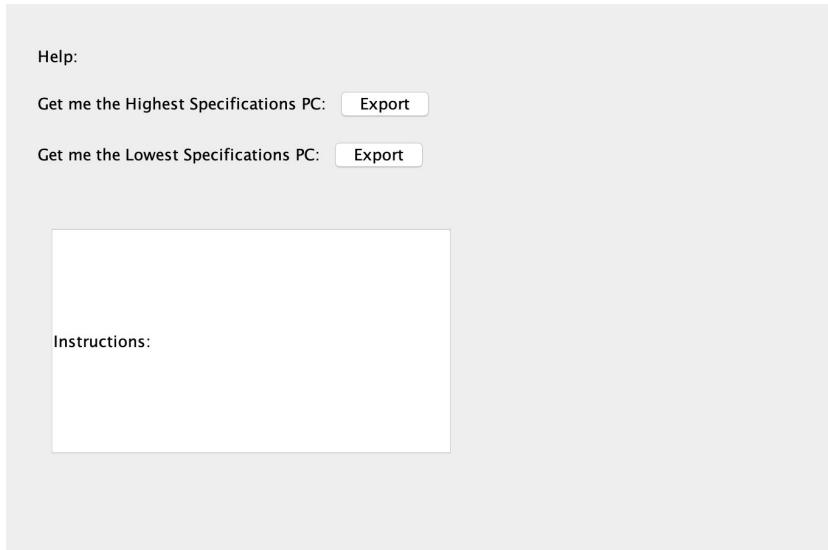 Help:
Get me the Highest Specifications PC: Export
Get me the Lowest Specifications PC: Export
Instructions: